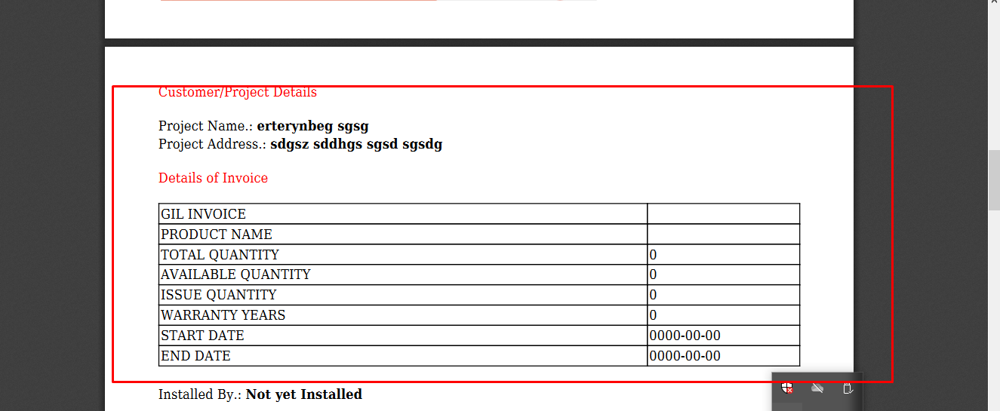 Customer/Project Details
Project Name.: erterynbeg sgsg
Project Address.: sdgsz sddhgs sgsd sgsdg
Details of Invoice
GIL INVOICE
PRODUCT NAME
TOTAL QUANTITY 0
AVAILABLE QUANTITY 0
ISSUE QUANTITY 0
WARRANTY YEARS 0
START DATE 0000-00-00
END DATE 0000-00-00
Installed By.: Not yet Installed